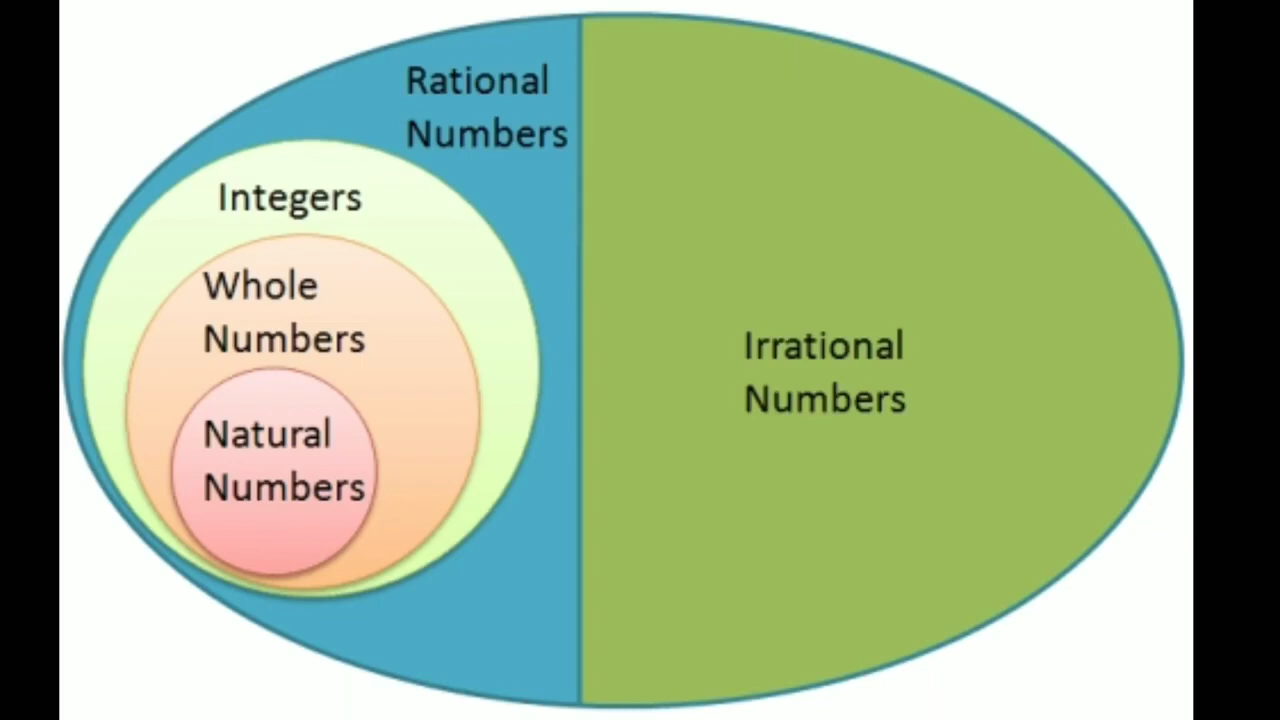 Rational
Numbers
Integers
Whole
Numbers
Natural
Numbers
Irrational
Numbers